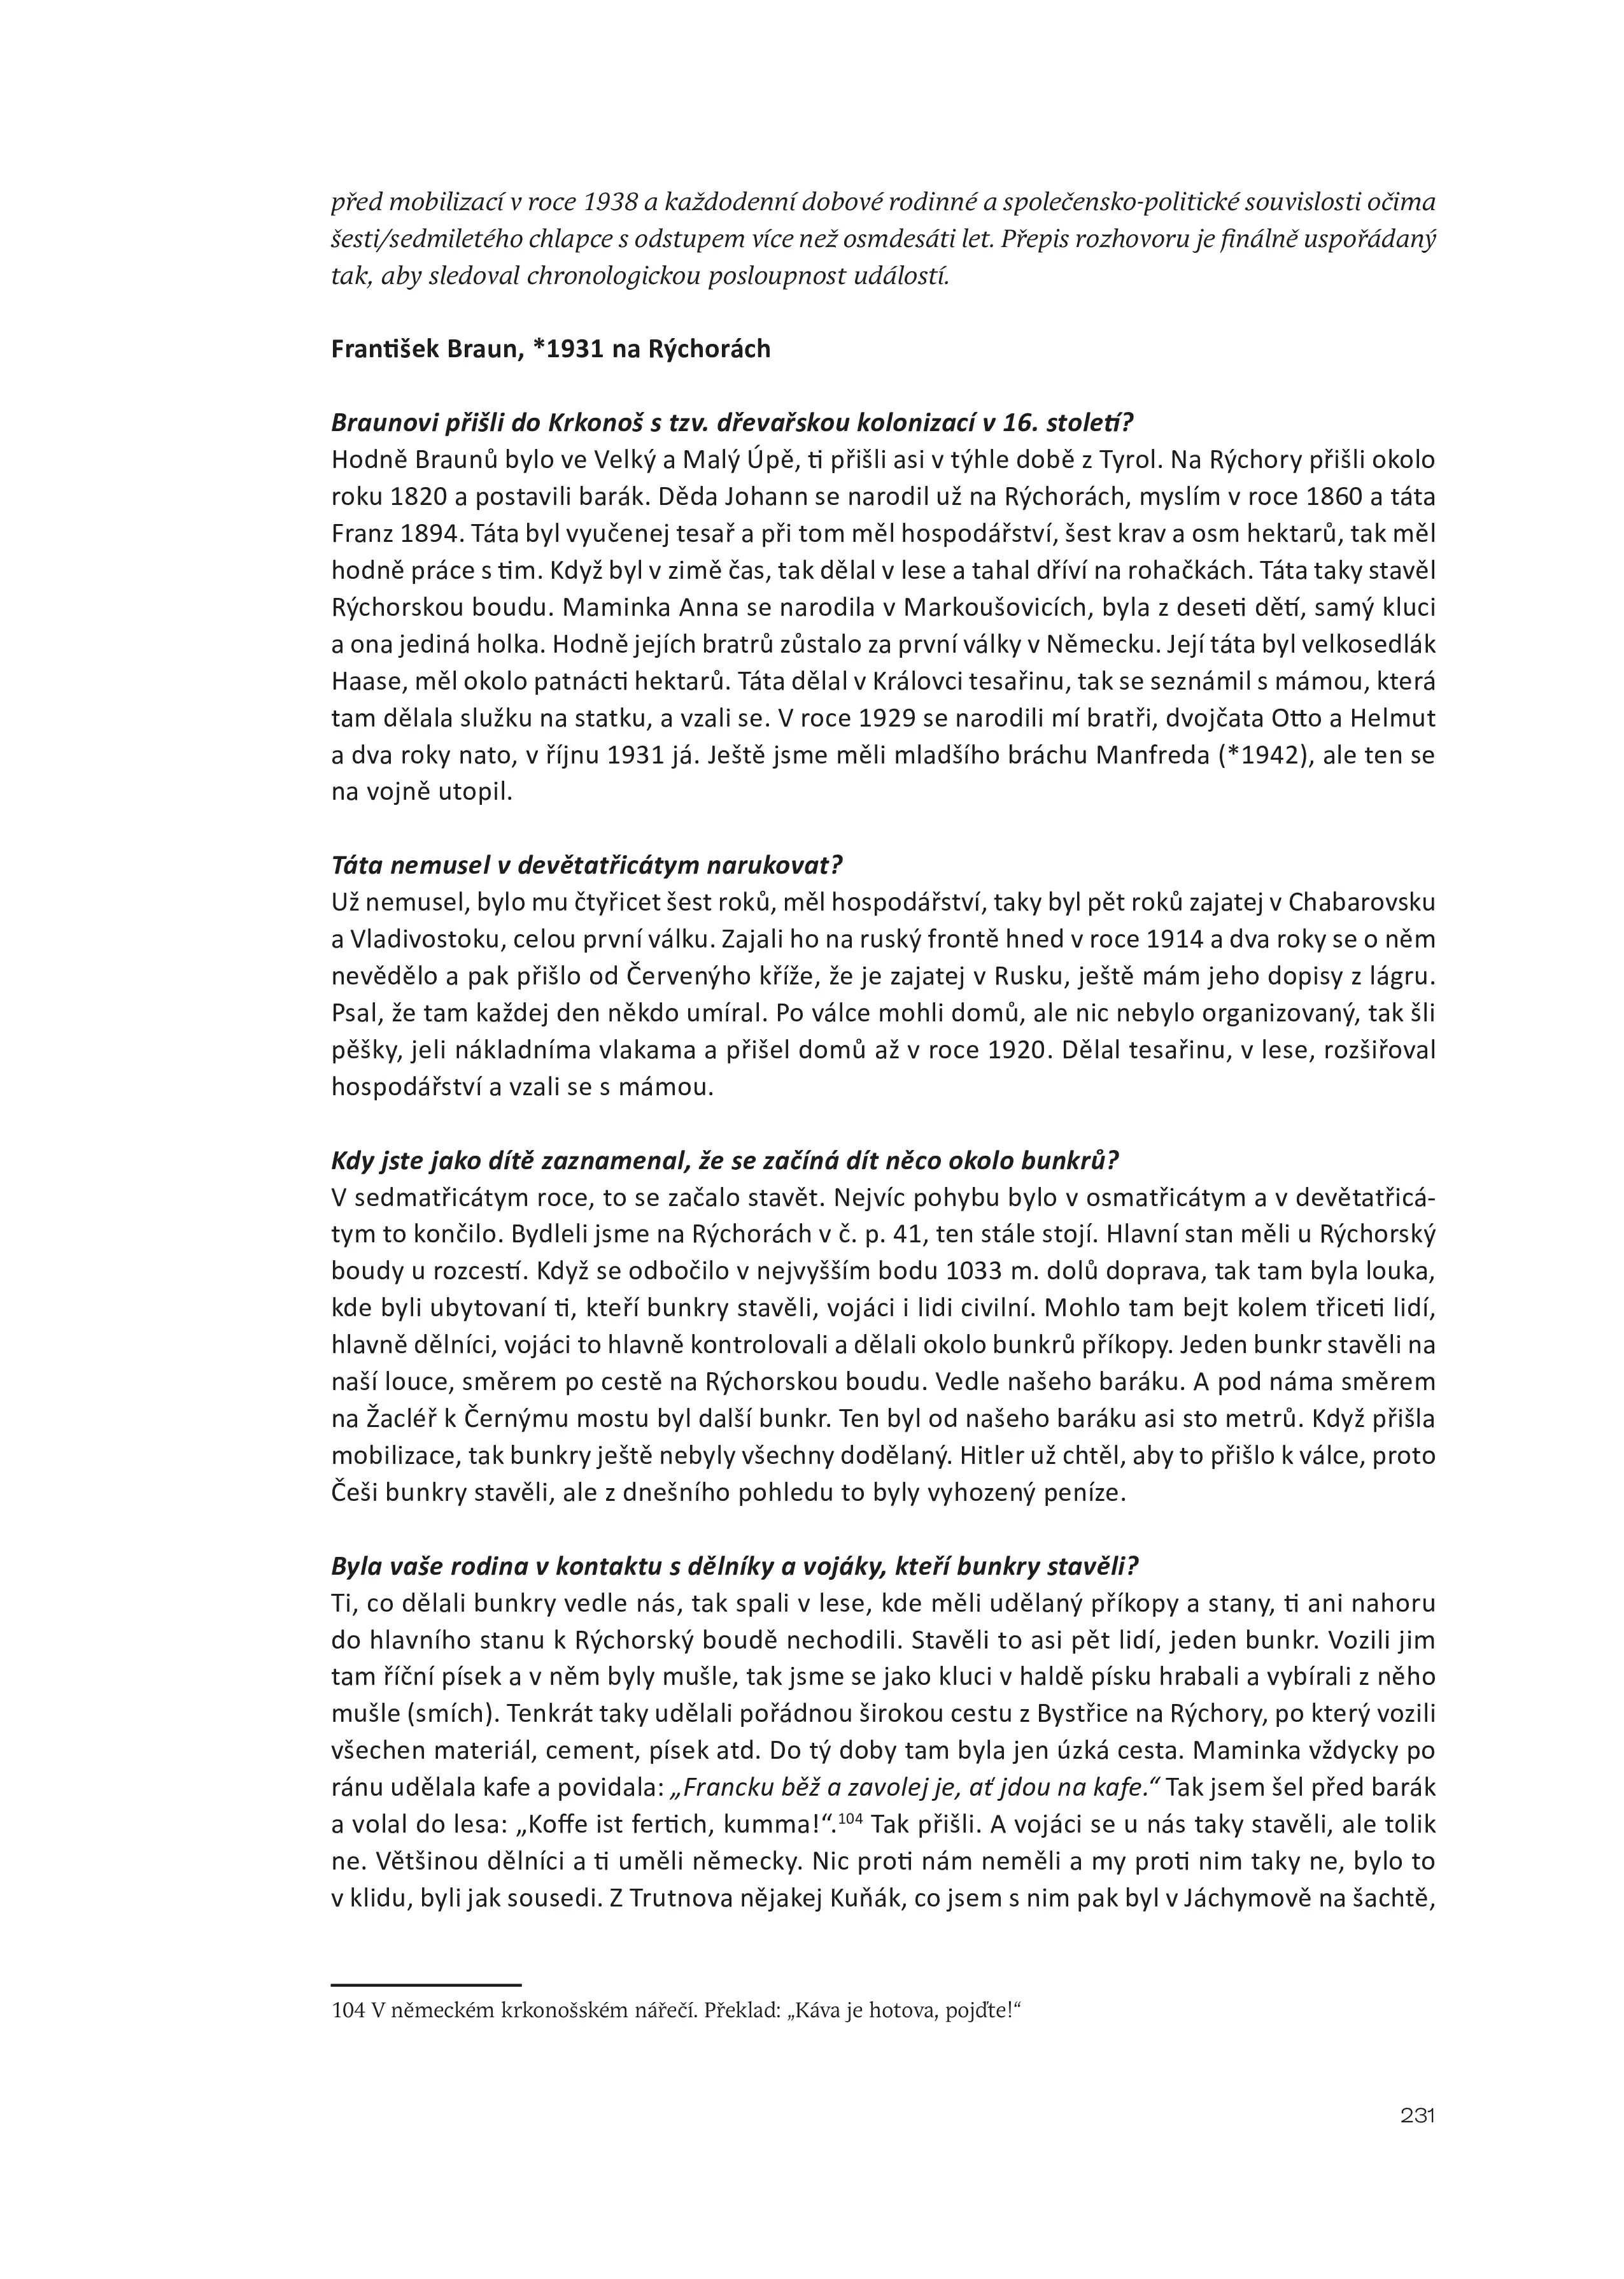 před mobilizací v roce 1938 a každodenní dobové rodinné a společensko-politické souvislosti očima
šesti/sedmiletého chlapce s odstupem více než osmdesáti let. Přepis rozhovoru je finálně uspořádaný
tak, aby sledoval chronologickou posloupnost událostí.
František Braun, *1931 na Rýchorách
Braunovi přišli do Krkonoš s tzv. dřevařskou kolonizací v 16. století?
Hodně Braunů bylo ve Velký a Malý Úpě, ti přišli asi v týhle době z Tyrol. Na Rýchory přišli okolo
roku 1820 a postavili barák. Děda Johann se narodil už na Rýchorách, myslím v roce 1860 a táta
Franz 1894. Táta byl vyučenej tesař a při tom měl hospodářství, šest krav a osm hektarů, tak měl
hodně práce s tim. Když byl v zimě čas, tak dělal v lese a tahal dříví na rohačkách. Táta taky stavěl
Rýchorskou boudu. Maminka Anna se narodila v Markoušovicích, byla z deseti dětí, samý kluci
a ona jediná holka. Hodně jejích bratrů zůstalo za první války v Německu. Její táta byl velkosedlák
Haase, měl okolo patnácti hektarů. Táta dělal v Královci tesařinu, tak se seznámil s mámou, která
tam dělala služku na statku, a vzali se. V roce 1929 se narodili mí bratři, dvojčata Otto a Helmut
a dva roky nato, v říjnu 1931 já. Ještě jsme měli mladšího bráchu Manfreda (*1942), ale ten se
na vojně utopil.
Táta nemusel v devětatřicátym narukovat?
Už nemusel, bylo mu čtyřicet šest roků, měl hospodářství, taky byl pět roků zajatej v Chabarovsku
a Vladivostoku, celou první válku. Zajali ho na ruský frontě hned v roce 1914 a dva roky se o něm
nevědělo a pak přišlo od Červenýho kříže, že je zajatej v Rusku, ještě mám jeho dopisy z lágru.
Psal, že tam každej den někdo umíral. Po válce mohli domů, ale nic nebylo organizovaný, tak šli
pěšky, jeli nákladníma vlakama a přišel domů až v roce 1920. Dělal tesařinu, v lese, rozšiřoval
hospodářství a vzali se s mámou.
Kdy jste jako dítě zaznamenal, že se začíná dít něco okolo bunkrů?
V sedmatřicátym roce, to se začalo stavět. Nejvíc pohybu bylo v osmatřicátym a v devětatřicá-
tym to končilo. Bydleli jsme na Rýchorách v č. p. 41, ten stále stojí. Hlavní stan měli u Rýchorský
boudy u rozcestí. Když se odbočilo v nejvyšším bodu 1033 m. dolů doprava, tak tam byla louka,
kde byli ubytovaní ti, kteří bunkry stavěli, vojáci i lidi civilní. Mohlo tam bejt kolem třiceti lidí,
hlavně dělníci, vojáci to hlavně kontrolovali a dělali okolo bunkrů příkopy. Jeden bunkr stavěli na
naší louce, směrem po cestě na Rýchorskou boudu. Vedle našeho baráku. A pod náma směrem
na Žacléř k Černýmu mostu byl další bunkr. Ten byl od našeho baráku asi sto metrů. Když přišla
mobilizace, tak bunkry ještě nebyly všechny dodělaný. Hitler už chtěl, aby to přišlo k válce, proto
Češi bunkry stavěli, ale z dnešního pohledu to byly vyhozený peníze.
Byla vaše rodina v kontaktu s dělníky a vojáky, kteří bunkry stavěli?
Ti, co dělali bunkry vedle nás, tak spali v lese, kde měli udělaný příkopy a stany, ti ani nahoru
do hlavního stanu k Rýchorský boudě nechodili. Stavěli to asi pět lidí, jeden bunkr. Vozili jim
tam říční písek a v něm byly mušle, tak jsme se jako kluci v haldě písku hrabali a vybírali z něho
mušle (smích). Tenkrát taky udělali pořádnou širokou cestu z Bystřice na Rýchory, po který vozili
všechen materiál, cement, písek atd. Do tý doby tam byla jen úzká cesta. Maminka vždycky po
ránu udělala kafe a povidala: „Francku běž a zavolej je, ať jdou na kafe.“ Tak jsem šel před barák
a volal do lesa: „Koffe ist fertich, kumma!“.104 Tak přišli. A vojáci se u nás taky stavěli, ale tolik
ne. Většinou dělníci a ti uměli německy. Nic proti nám neměli a my proti nim taky ne, bylo to
v klidu, byli jak sousedi. Z Trutnova nějakej Kuňák, co jsem s nim pak byl v Jáchymově na šachtě,
104 V německém krkonošském nářečí. Překlad: „Káva je hotova, pojďte!“
231